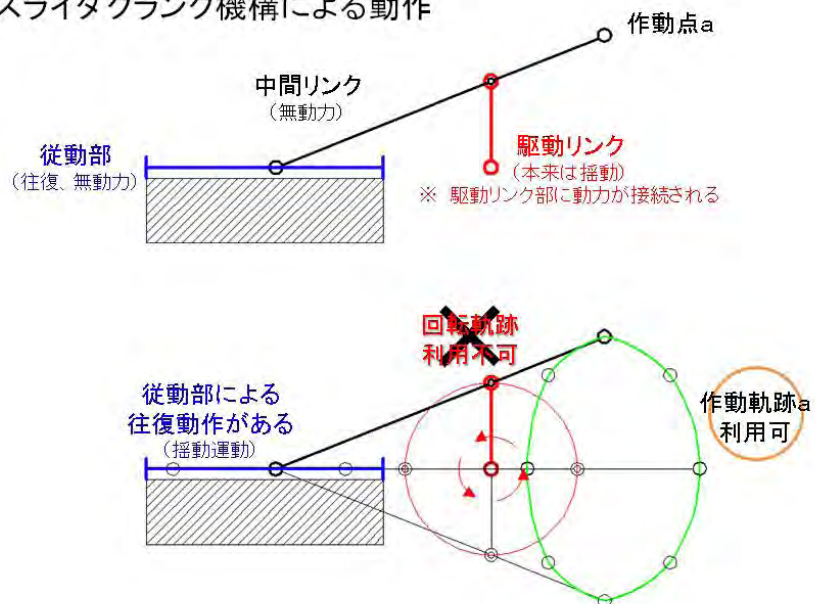 スライダクランク機構による動作
作動点a
中間リンク
（無動力）
従動部
（往復、無動力）
駆動リンク
（本来は揺動）
※ 駆動リンク部に動力が接続される
回転軌跡
利用不可
従動部による
往復動作がある
（揺動運動）
作動軌跡a
利用可